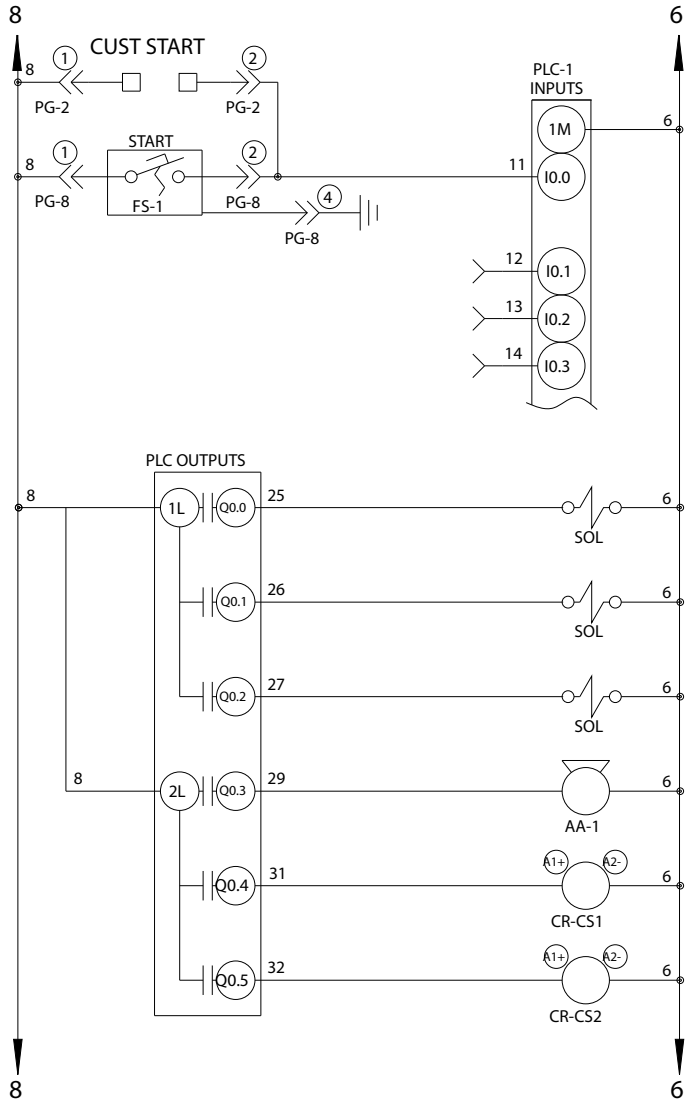 8
6
CUST START
8
1
2
PG-2
PG-2
PLC-1
INPUTS
1M
6
START
8
1
2
11
I0.0
PG-8
FS-1
PG-8
4
PG-8
12
I0.1
13
I0.2
14
I0.3
PLC OUTPUTS
8
1L
Q0.0
25
6
SOL
Q0.1
26
6
SOL
Q0.2
27
6
SOL
8
2L
Q0.3
29
6
AA-1
Q0.4
31
A1+
A2-
6
CR-CS1
Q0.5
32
A1+
A2-
6
CR-CS2
8
6